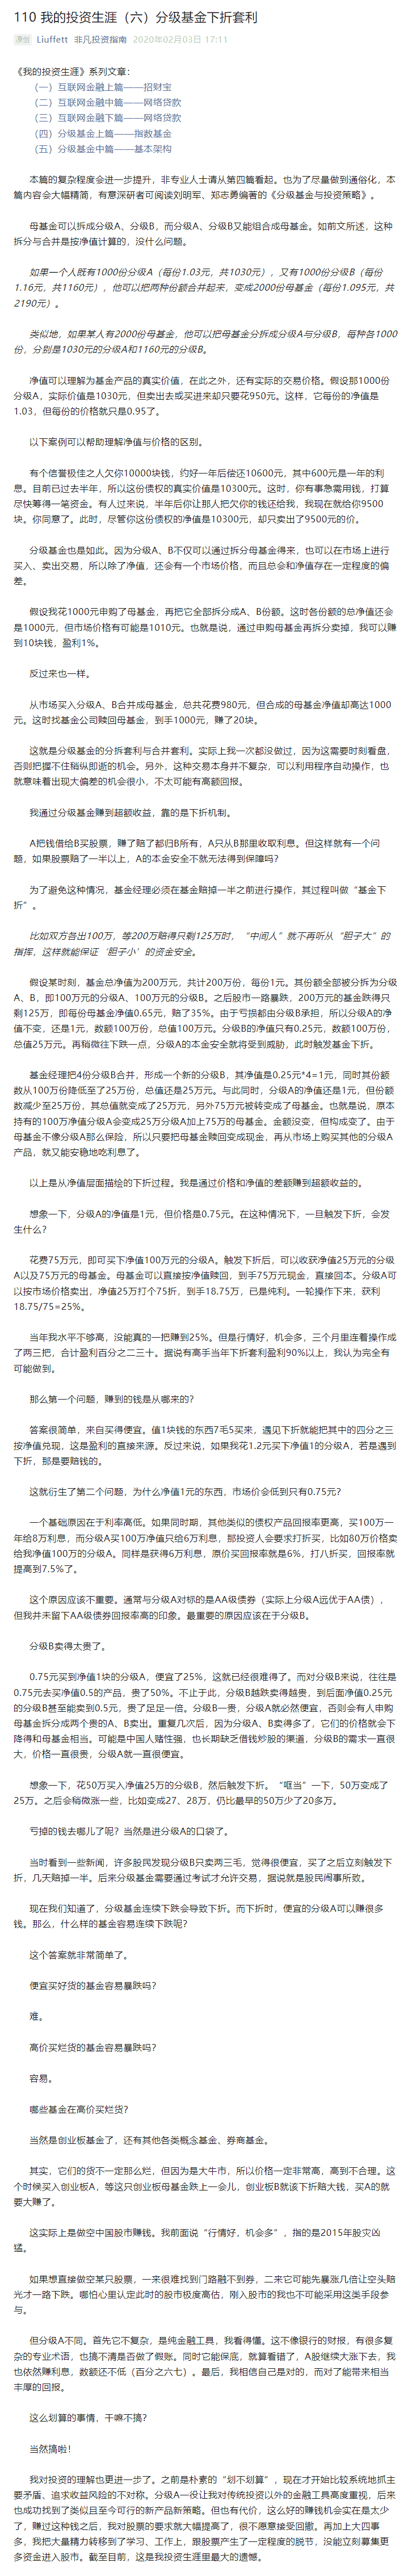 110 我的投资生涯（六）分级基金下折套利
原创 Liuffett 非凡投资指南 2020年02月03日 17:11
《我的投资生涯》系列文章：
（一）互联网金融上篇——招财宝
（二）互联网金融中篇——网络贷款
（三）互联网金融下篇——网络贷款
（四）分级基金上篇——指数基金
（五）分级基金中篇——基本架构
本篇的复杂程度会进一步提升，非专业人士请从第四篇看起。也为了尽量做到通俗化，本
篇内容会大幅精简，有意深研者可阅读刘明军、郑志勇编著的《分级基金与投资策略》。
母基金可以拆成分级A、分级B，而分级A、分级B又能组合成母基金。如前文所述，这种
拆分与合并是按净值计算的，没什么问题。
如果一个人既有1000份分级A（每份1.03元，共1030元），又有1000份分级B（每份
1.16元，共1160元），他可以把两种份额合并起来，变成2000份母基金（每份1.095元，共
2190元）。
类似地，如果某人有2000份母基金，他可以把母基金分拆成分级A与分级B，每种各1000
份，分别是1030元的分级A和1160元的分级B。
净值可以理解为基金产品的真实价值，在此之外，还有实际的交易价格。假设那1000份
分级A，实际价值是1030元，但卖出去或买进来却只要花950元。这样，它每份的净值是
1.03，但每份的价格就只是0.95了。
以下案例可以帮助理解净值与价格的区别。
有个信誉极佳之人欠你10000块钱，约好一年后偿还10600元，其中600元是一年的利
息。目前已过去半年，所以这份债权的真实价值是10300元。这时，你有事急需用钱，打算
尽快筹得一笔资金。有人过来说，半年后你让那人把欠你的钱还给我，我现在就给你9500
块。你同意了。此时，尽管你这份债权的净值是10300元，却只卖出了9500元的价。
分级基金也是如此。因为分级A、B不仅可以通过拆分母基金得来，也可以在市场上进行
买入、卖出交易，所以除了净值，还会有一个市场价格，而且总会和净值存在一定程度的偏
差。
假设我花1000元申购了母基金，再把它全部拆分成A、B份额。这时各份额的总净值还会
是1000元，但市场价格有可能是1010元。也就是说，通过申购母基金再拆分卖掉，我可以赚
到10块钱，盈利1%。
反过来也一样。
从市场买入分级A、B合并成母基金，总共花费980元，但合成的母基金净值却高达1000
元。这时找基金公司赎回母基金，到手1000元，赚了20块。
这就是分级基金的分拆套利与合并套利。实际上我一次都没做过，因为这需要时刻看盘，
否则把握不住稍纵即逝的机会。另外，这种交易本身并不复杂，可以利用程序自动操作，也
就意味着出现大偏差的机会很小，不太可能有高额回报。
我通过分级基金赚到超额收益，靠的是下折机制。
A把钱借给B买股票，赚了赔了都归B所有，A只从B那里收取利息。但这样就有一个问
题，如果股票赔了一半以上，A的本金安全不就无法得到保障吗？
为了避免这种情况，基金经理必须在基金赔掉一半之前进行操作，其过程叫做“基金下
折”。
比如双方各出100万，等200万赔得只剩125万时，“中间人”就不再听从“胆子大”的
指挥，这样就能保证‘胆子小’的资金安全。
假设某时刻，基金总净值为200万元，共计200万份，每份1元。其份额全部被分拆为分级
A、B，即100万元的分级A、100万元的分级B。之后股市一路暴跌，200万元的基金跌得只
剩125万，即每份母基金净值0.65元，赔了35%。由于亏损都由分级B承担，所以分级A的净
值不变，还是1元，数额100万份，总值100万元。分级B的净值只有0.25元，数额100万份，
总值25万元。再稍微往下跌一点，分级A的本金安全就将受到威胁，此时触发基金下折。
基金经理把4份分级B合并，形成一个新的分级B，其净值是0.25元*4=1元，同时其份额
数从100万份降低至了25万份，总值还是25万元。与此同时，分级A的净值还是1元，但份额
数减少至25万份，其总值就变成了25万元，另外75万元被转变成了母基金。也就是说，原本
持有的100万净值分级A会变成25万分级A加上75万的母基金。金额没变，但构成变了。由于
母基金不像分级A那么保险，所以只要把母基金赎回变成现金，再从市场上购买其他的分级A
产品，就又能安稳地吃利息了。
以上是从净值层面描绘的下折过程。我是通过价格和净值的差额赚到超额收益的。
想象一下，分级A的净值是1元，但价格是0.75元。在这种情况下，一旦触发下折，会发
生什么？
花费75万元，即可买下净值100万元的分级A。触发下折后，可以收获净值25万元的分级
A以及75万元的母基金。母基金可以直接按净值赎回，到手75万元现金，直接回本。分级A可
以按市场价格卖出，净值25万打个75折，到手18.75万，已是纯利。一轮操作下来，获利
18.75/75=25%。
当年我水平不够高，没能真的一把赚到25%。但是行情好，机会多，三个月里连着操作成
了两三把，合计盈利百分之二三十。据说有高手当年下折套利盈利90%以上，我认为完全有
可能做到。
那么第一个问题，赚到的钱是从哪来的？
答案很简单，来自买得便宜。值1块钱的东西7毛5买来，遇见下折就能把其中的四分之三
按净值兑现，这是盈利的直接来源。反过来说，如果我花1.2元买下净值1的分级A，若是遇到
下折，那是要赔钱的。
这就衍生了第二个问题，为什么净值1元的东西，市场价会低到只有0.75元？
一个基础原因在于利率高低。如果同时期，其他类似的债权产品回报率更高，买100万一
年给8万利息，而分级A买100万净值只给6万利息，那投资人会要求打折买，比如80万价格卖
给我净值100万的分级A。同样是获得6万利息，原价买回报率就是6%，打八折买，回报率就
提高到7.5%了。
这个原因应该不重要。通常与分级A对标的是AA级债券（实际上分级A远优于AA债），
但我并未留下AA级债券回报率高的印象。最重要的原因应该在于分级B。
分级B卖得太贵了。
0.75元买到净值1块的分级A，便宜了25%，这就已经很难得了。而对分级B来说，往往是
0.75元去买净值0.5的产品，贵了50%。不止于此，分级B越跌卖得越贵，到后面净值0.25元
的分级B甚至能卖到0.5元，贵了足足一倍。分级B一贵，分级A就必然便宜，否则会有人申购
母基金拆分成两个贵的A、B卖出。重复几次后，因为分级A、B卖得多了，它们的价格就会下
降得和母基金相当。可能是中国人赌性强，也长期缺乏借钱炒股的渠道，分级B的需求一直很
大，价格一直很贵，分级A就一直很便宜。
想象一下，花50万买入净值25万的分级B，然后触发下折。“哐当”一下，50万变成了
25万。之后会稍微涨一些，比如变成27、28万，仍比最早的50万少了20多万。
亏掉的钱去哪儿了呢？当然是进分级A的口袋了。
当时看到一些新闻，许多股民发现分级B只卖两三毛，觉得很便宜，买了之后立刻触发下
折，几天赔掉一半。后来分级基金需要通过考试才允许交易，据说就是股民闹事所致。
现在我们知道了，分级基金连续下跌会导致下折。而下折时，便宜的分级A可以赚很多
钱。那么，什么样的基金容易连续下跌呢？
这个答案就非常简单了。
便宜买好货的基金容易暴跌吗？
难。
高价买烂货的基金容易暴跌吗？
容易。
哪些基金在高价买烂货？
当然是创业板基金了，还有其他各类概念基金、券商基金。
其实，它们的货不一定那么烂，但因为是大牛市，所以价格一定非常高，高到不合理。这
个时候买入创业板A，等这只创业板母基金跌上一会儿，创业板B就该下折赔大钱，买A的就
要大赚了。
这实际上是做空中国股市赚钱。我前面说“行情好，机会多”，指的是2015年股灾凶
猛。
如果想直接做空某只股票，一来很难找到门路融不到券，二来它可能先暴涨几倍让空头赔
光才一路下跌。哪怕心里认定此时的股市极度高估，刚入股市的我也不可能采用这类手段参
与。
但分级A不同。首先它不复杂，是纯金融工具，我看得懂。这不像银行的财报，有很多复
杂的专业术语，也搞不清是否做了假账。同时它能保底，就算看错了，A股继续大涨下去，我
也依然赚利息，数额还不低（百分之六七）。最后，我相信自己是对的，而对了能带来相当
丰厚的回报。
这么划算的事情，干嘛不搞？
当然搞啦！
我对投资的理解也更进一步了。之前是朴素的“划不划算”，现在才开始比较系统地抓主
要矛盾、追求收益风险的不对称。分级A一役让我对传统投资以外的金融工具高度重视，后来
也成功找到了类似且至今可行的新产品新策略。但也有代价，这么好的赚钱机会实在是太少
了，赚过这种钱之后，我对股票的要求就大幅提高了，很不愿意接受回撤。再加上大四事
多，我把大量精力转移到了学习、工作上，跟股票产生了一定程度的脱节，没能立刻募集更
多资金进入股市。截至目前，这是我投资生涯里最大的遗憾。